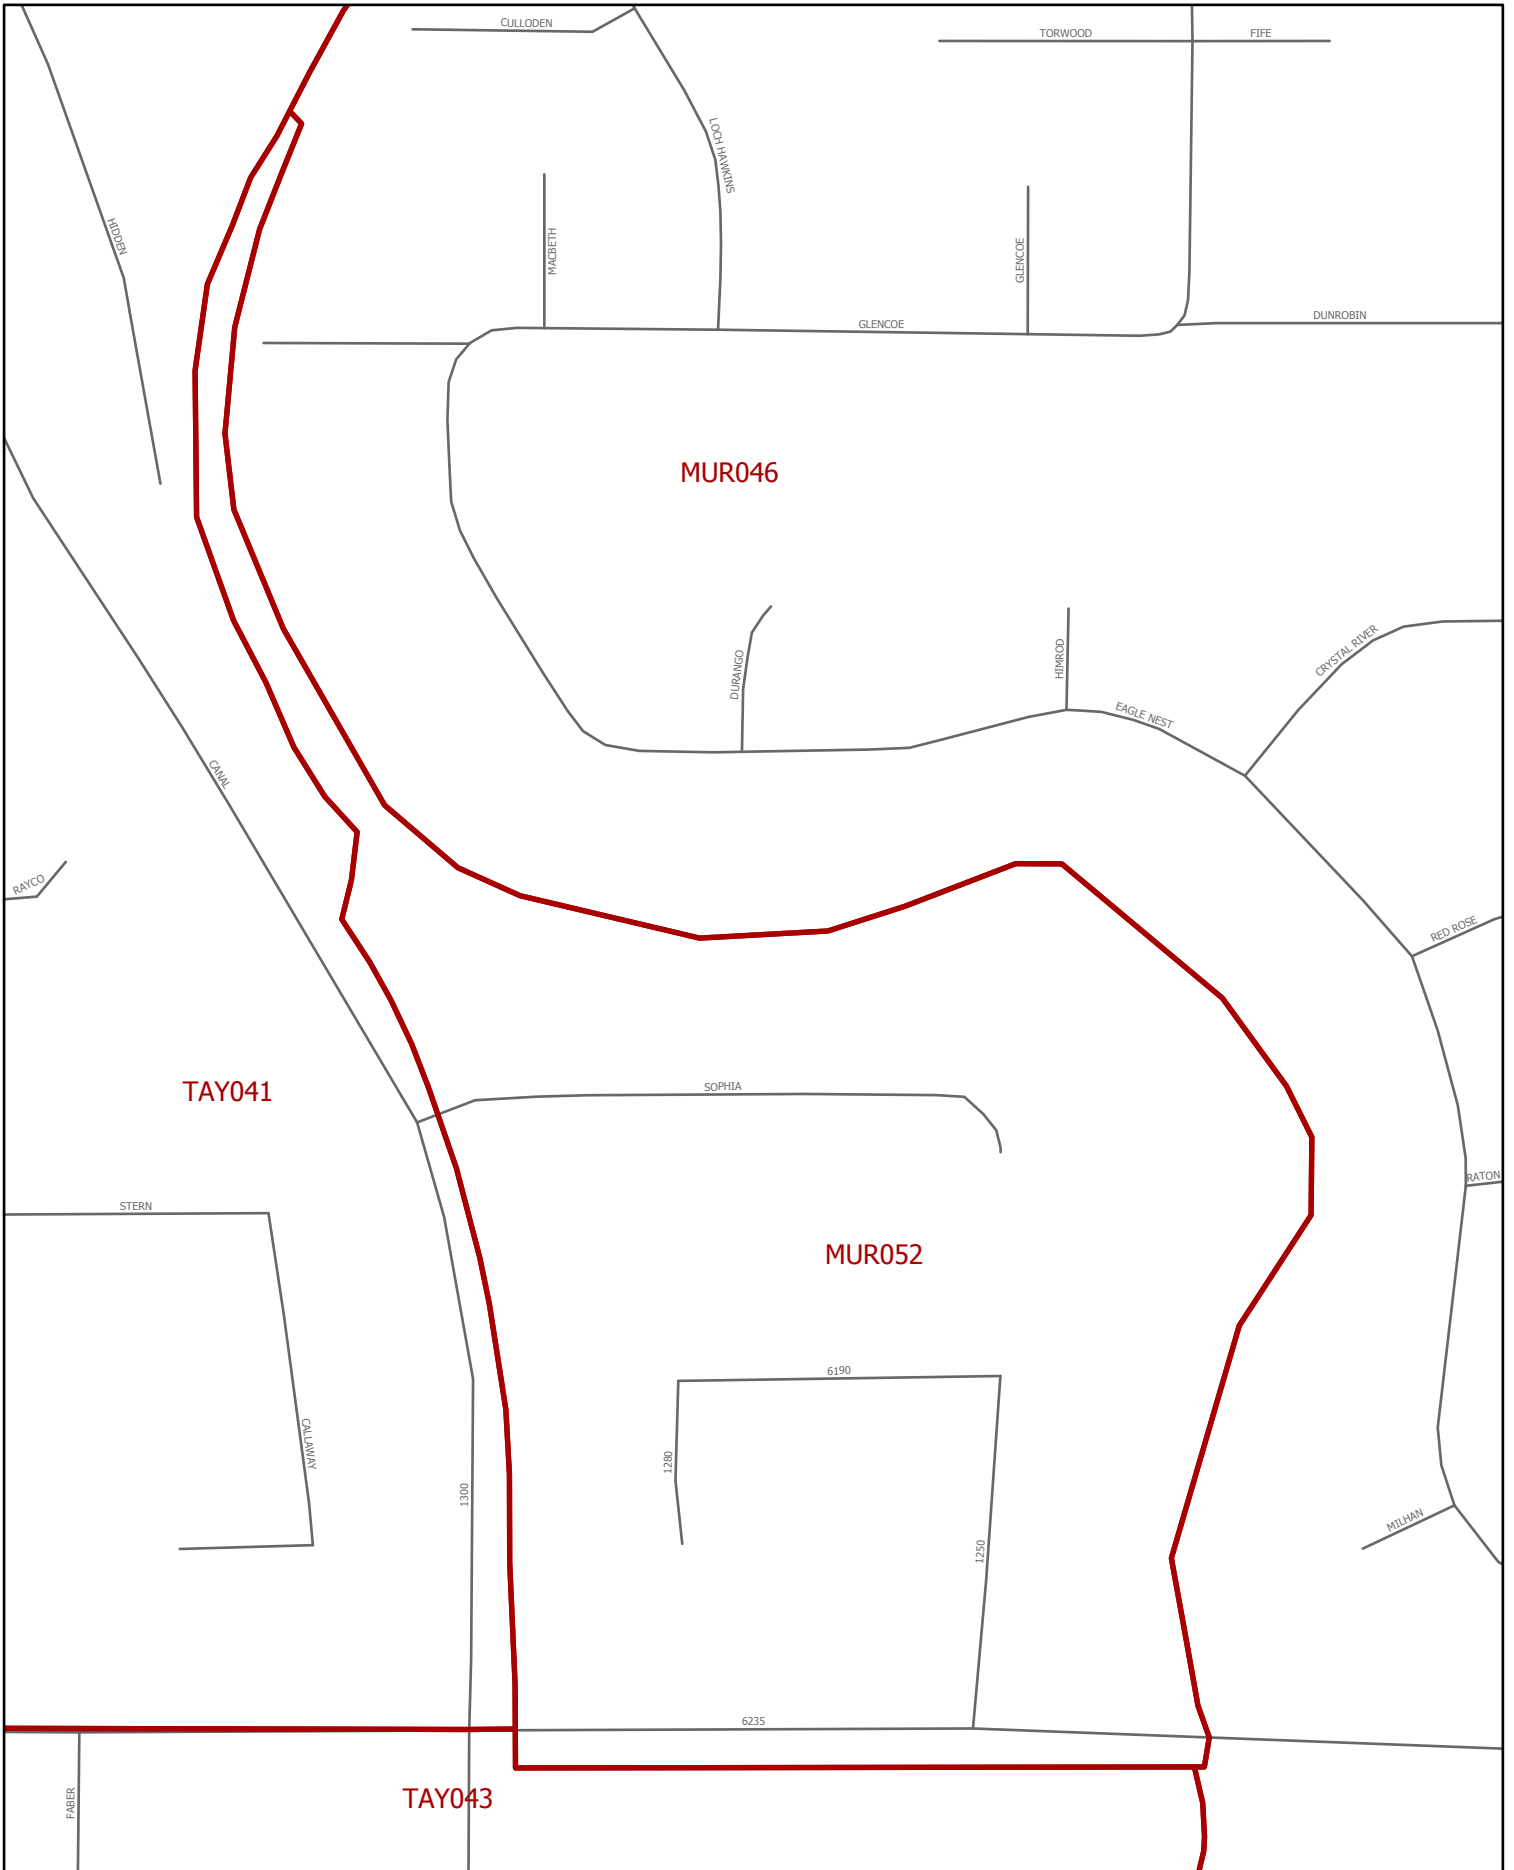 CULLODEN
TORWOOD
FIFE
LOCH HAWKINS
HIDDEN
MACBETH
GLENCOE
GLENCOE
DUNROBIN
MUR046
DURANGO
HIMROD
CRYSTAL RIVER
EAGLE NEST
CANAL
RAYCO
RED ROSE
TAY041
SOPHIA
RATON
STERN
MUR052
6190
CALLAWAY
1280
1300
1250
MILHAN
6235
FABER
TAY043